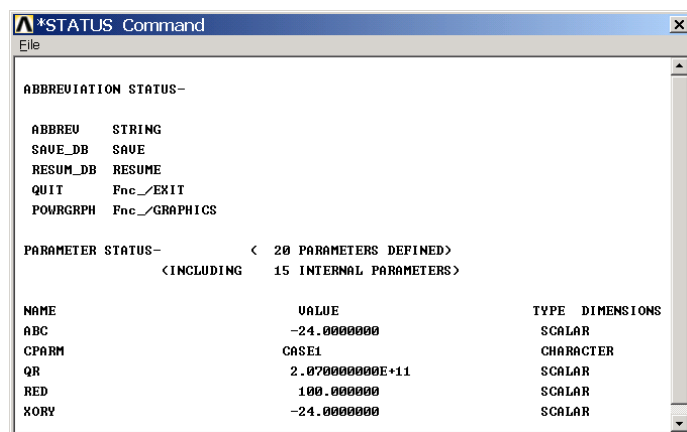 *STATUS Command
File
ABBREVIATION STATUS-
ABBREV STRING
SAVE_DB SAVE
RESUM_DB RESUME
QUIT Fnc_/EXIT
POWRGRPH Fnc_/GRAPHICS
PARAMETER STATUS- ( 20 PARAMETERS DEFINED)
(INCLUDING 15 INTERNAL PARAMETERS)
NAME VALUE TYPE DIMENSIONS
ABC -24.0000000 SCALAR
CPARM CASE1 CHARACTER
QR 2.070000000E+11 SCALAR
RED 100.000000 SCALAR
XORY -24.0000000 SCALAR